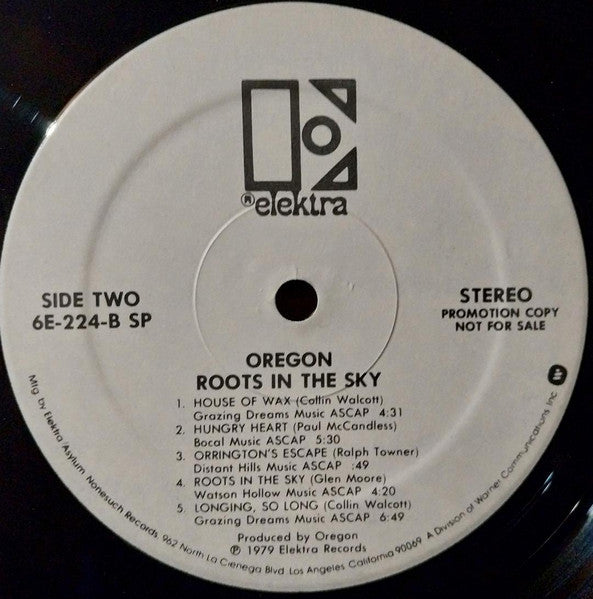 ® elektra
SIDE TWO
6E-224-B SP
STEREO
PROMOTION COPY
NOT FOR SALE
OREGON
ROOTS IN THE SKY
1. HOUSE OF WAX (Collin Walcott)
Grazing Dreams Music ASCAP 4:31
2. HUNGRY HEART (Paul McCandless)
Bocal Music ASCAP 5:30
3. ORRINGTON'S ESCAPE (Ralph Towner)
Distant Hills Music ASCAP :49
4. ROOTS IN THE SKY (Glen Moore)
Watson Hollow Music ASCAP 4:20
5. LONGING, SO LONG (Collin Walcott)
Grazing Dreams Music ASCAP 6:49
Produced by Oregon
℗ 1979 Elektra Records
Mfg by Elektra/Asylum Nonesuch Records 962 North La Cienega Blvd Los Angeles California 90069 A Division of Warner Communications Inc